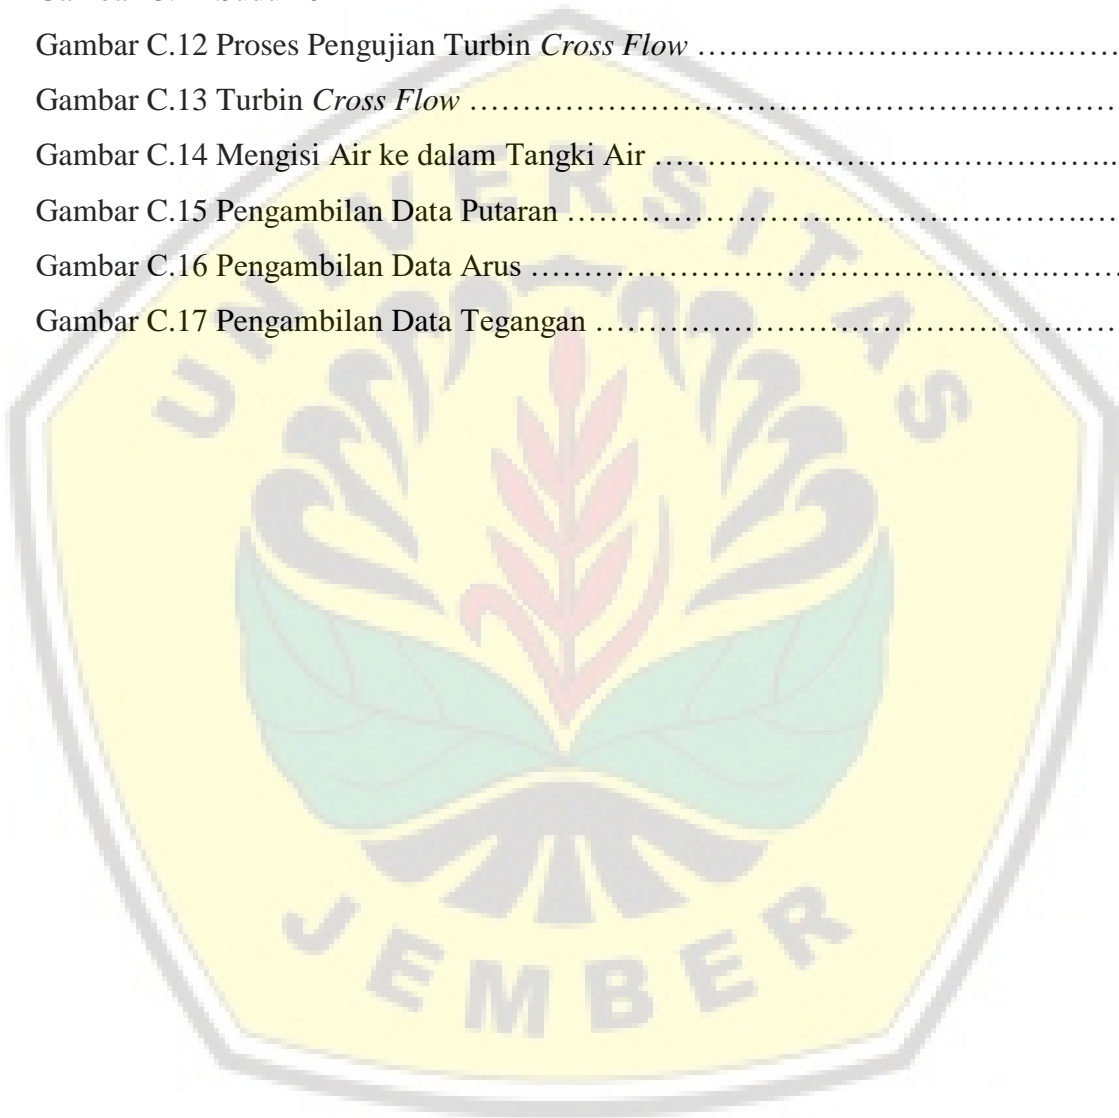 Gambar C.12 Proses Pengujian Turbin Cross Flow ……………………………………
Gambar C.13 Turbin Cross Flow ………………………………………………………
Gambar C.14 Mengisi Air ke dalam Tangki Air ………………………………………
Gambar C.15 Pengambilan Data Putaran ………………………………………………
Gambar C.16 Pengambilan Data Arus …………………………………………………
Gambar C.17 Pengambilan Data Tegangan ……………………………………………
UNIVERSITAS
JEMBER